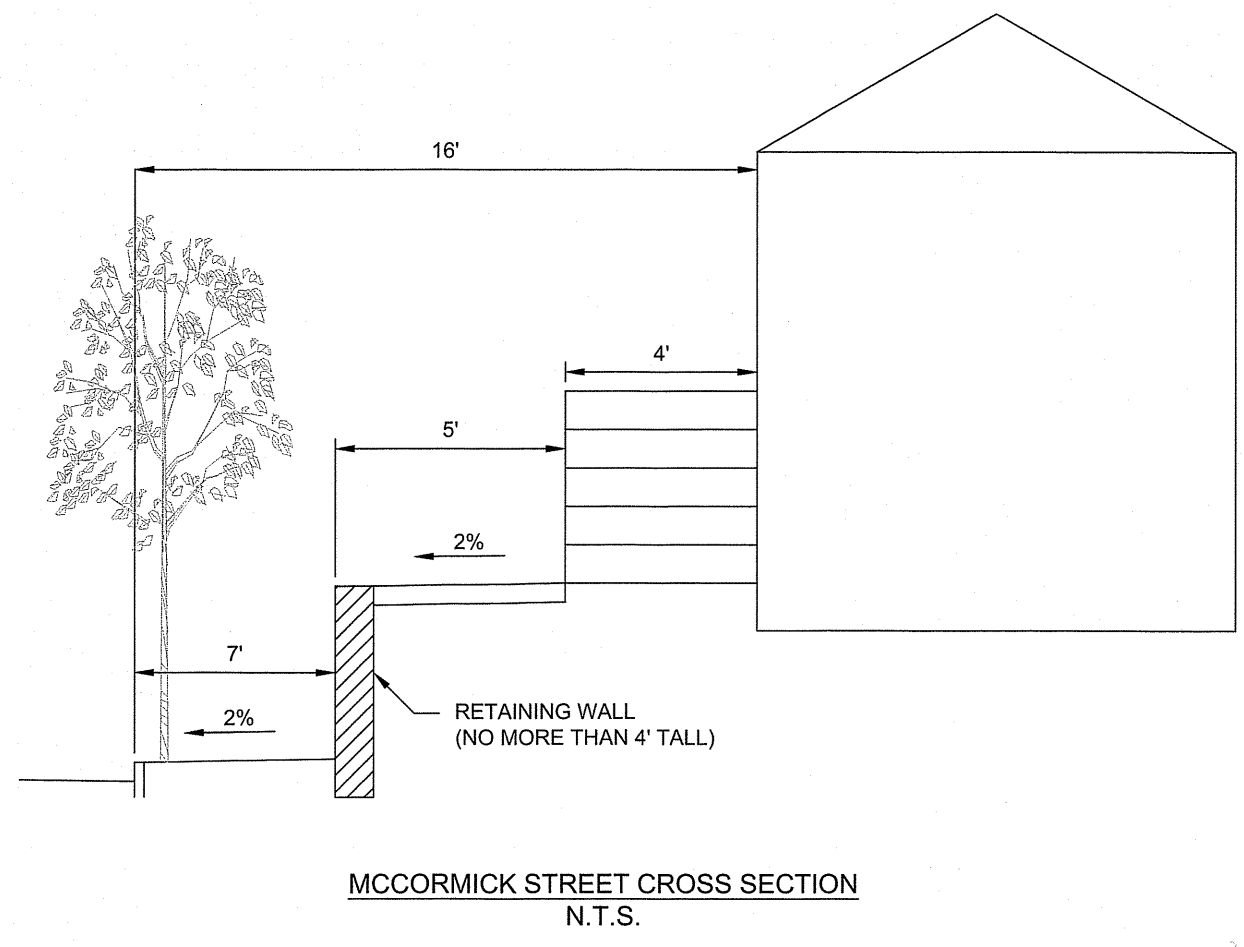 16'
4'
5'
2%
7'
2%
RETAINING WALL
(NO MORE THAN 4' TALL)
MCCORMICK STREET CROSS SECTION
N.T.S.